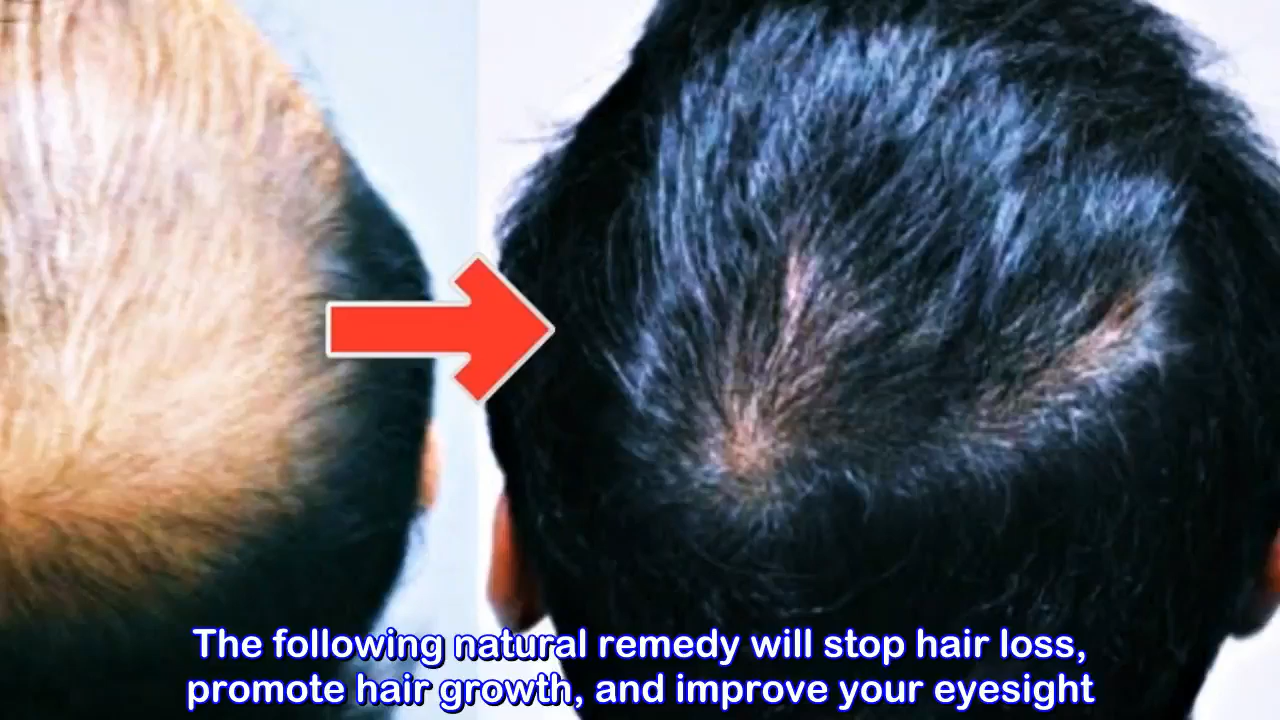 The following natural remedy will stop hair loss,
promote hair growth, and improve your eyesight